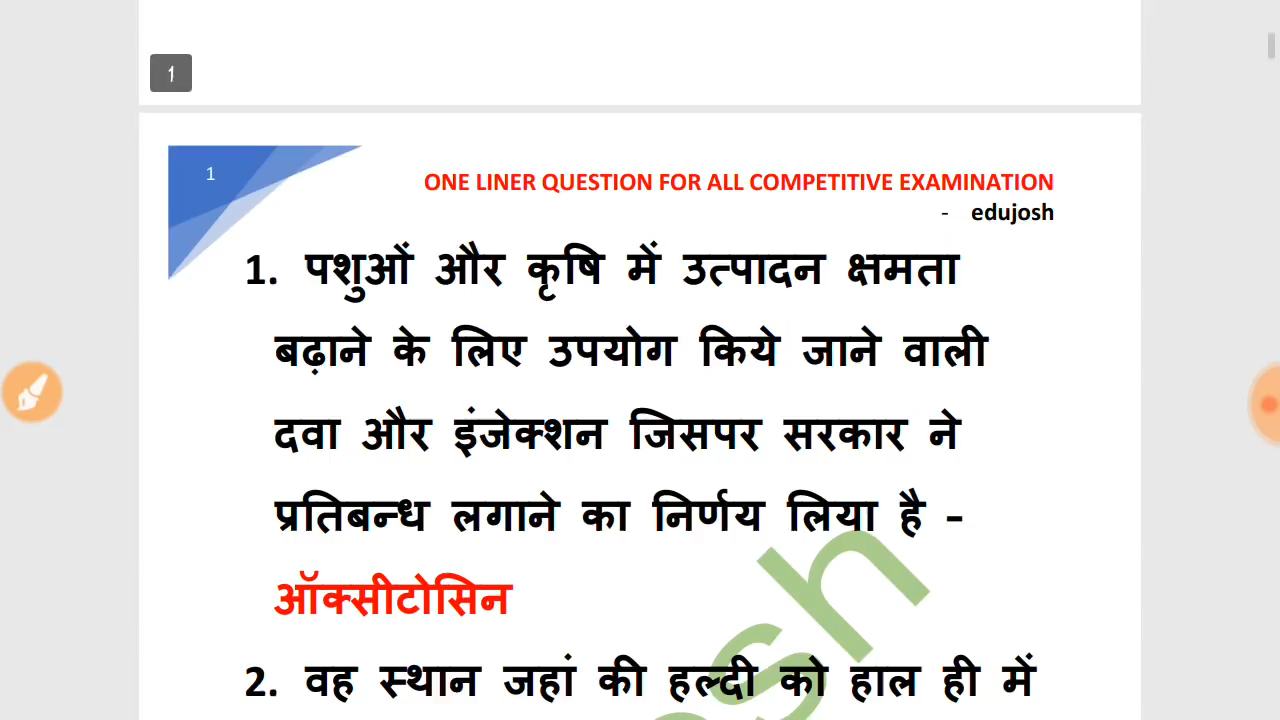 1
1
ONE LINER QUESTION FOR ALL COMPETITIVE EXAMINATION
- edujosh
1. पशुओं और कृषि में उत्पादन क्षमता
बढ़ाने के लिए उपयोग किये जाने वाली
दवा और इंजेक्शन जिसपर सरकार ने
प्रतिबन्ध लगाने का निर्णय लिया है –
ऑक्सीटोसिन
2. वह स्थान जहां की हल्दी को हाल ही में